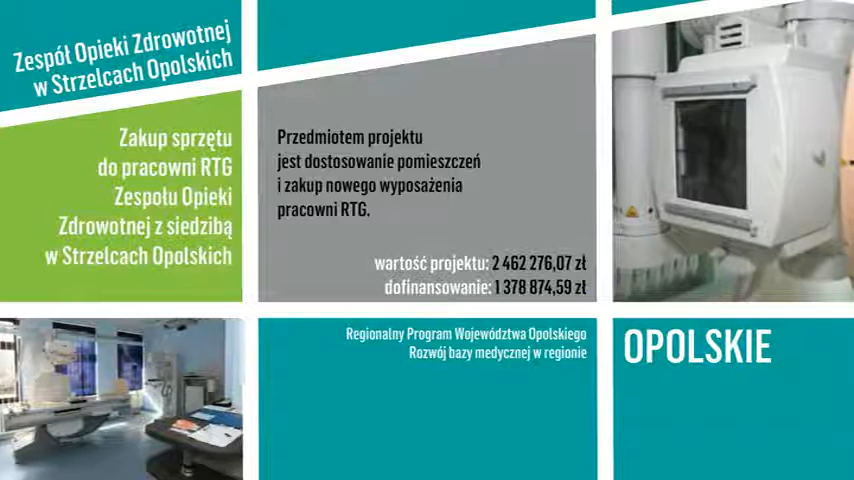 Zespół Opieki Zdrowotnej
w Strzelcach Opolskich
Zakup sprzętu
do pracowni RTG
Zespołu Opieki
Zdrowotnej z siedzibą
w Strzelcach Opolskich
Przedmiotem projektu
jest dostosowanie pomieszczeń
i zakup nowego wyposażenia
pracowni RTG.
wartość projektu: 2 462 276,07 zł
dofinansowanie: 1 378 874,59 zł
Regionalny Program Województwa Opolskiego
Rozwój bazy medycznej w regionie
OPOLSKIE